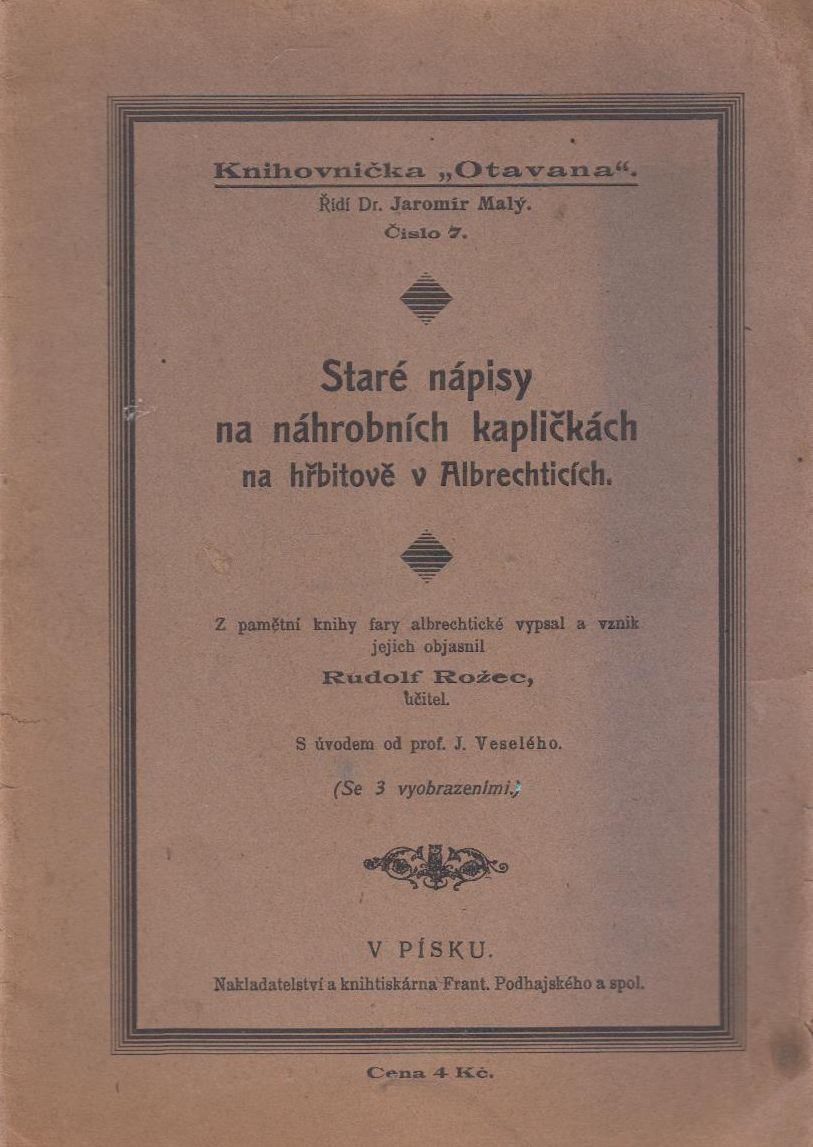 Knihovnička „Otavana“.
Řídí Dr. Jaromír Malý.
Číslo 7.
Staré nápisy
na náhrobních kapličkách
na hřbitově v Albrechticích.
Z pamětní knihy fary albrechtické vypsal a vznik
jejich objasnil
Rudolf Rožec,
učitel.
S úvodem od prof. J. Veselého.
(Se 3 vyobrazeními.)
V PÍSKU.
Nakladatelství a knihtiskárna Frant. Podhajského a spol.
Cena 4 Kč.